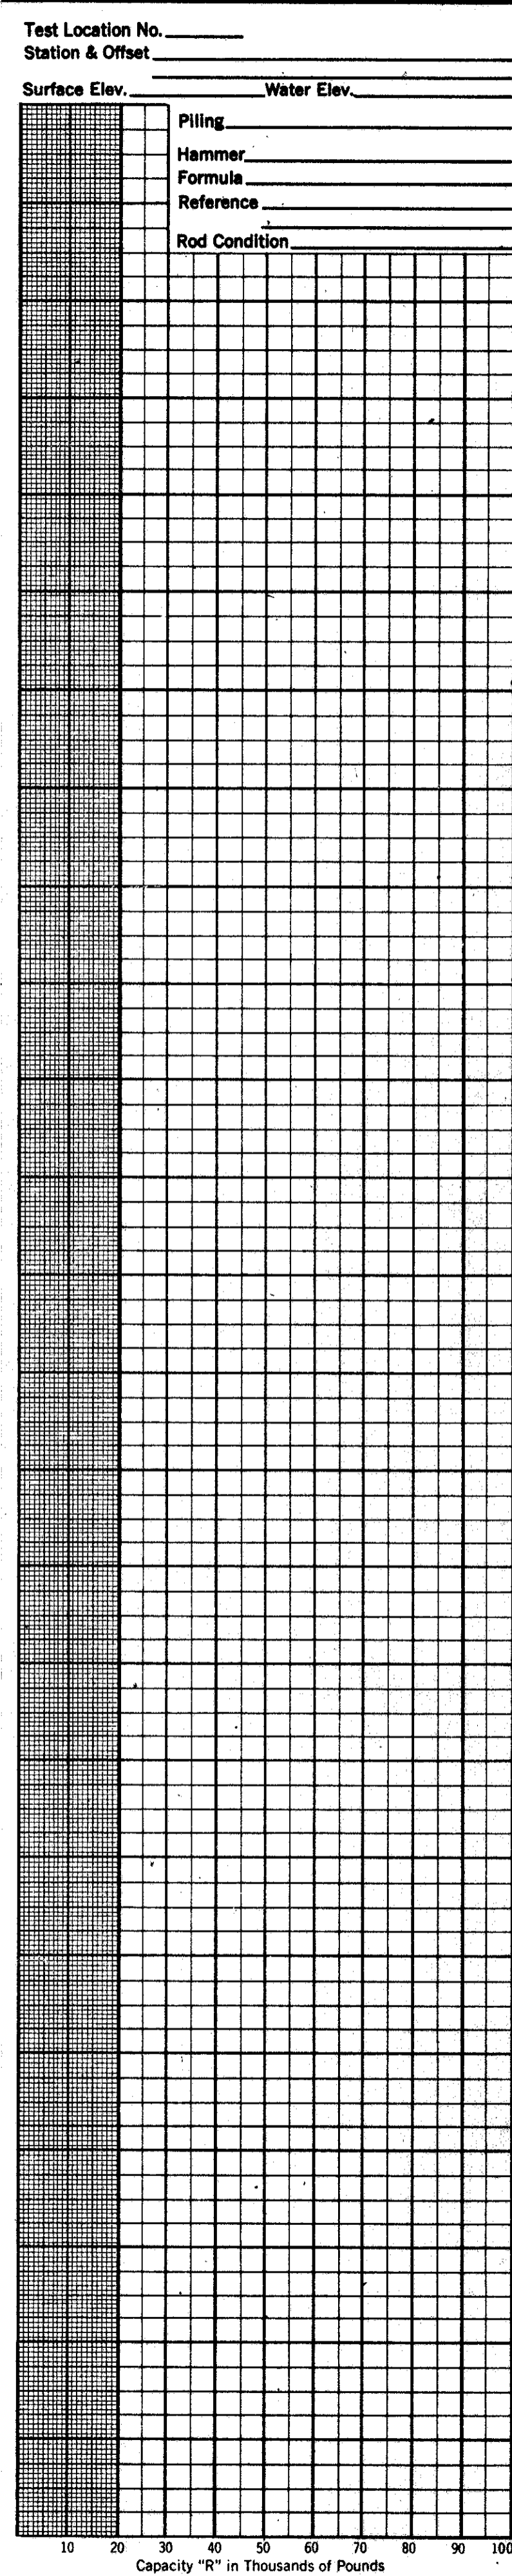 Test Location No.
Station & Offset
Surface Elev. Water Elev.
Piling
Hammer
Formula
Reference
Rod Condition
10 20 30 40 50 60 70 80 90 100
Capacity "R" in Thousands of Pounds